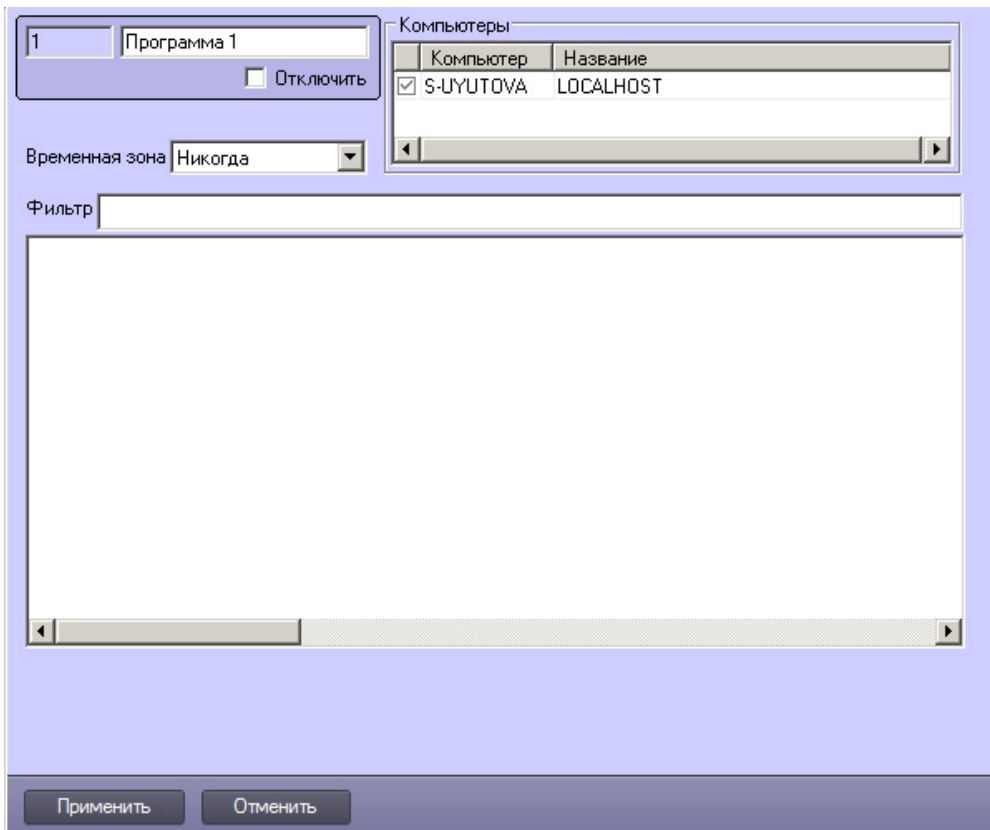 1 Программа 1
Отключить
Компьютеры
Компьютер Название
S-UYUTOVA LOCALHOST
Временная зона Никогда
Фильтр
Применить Отменить